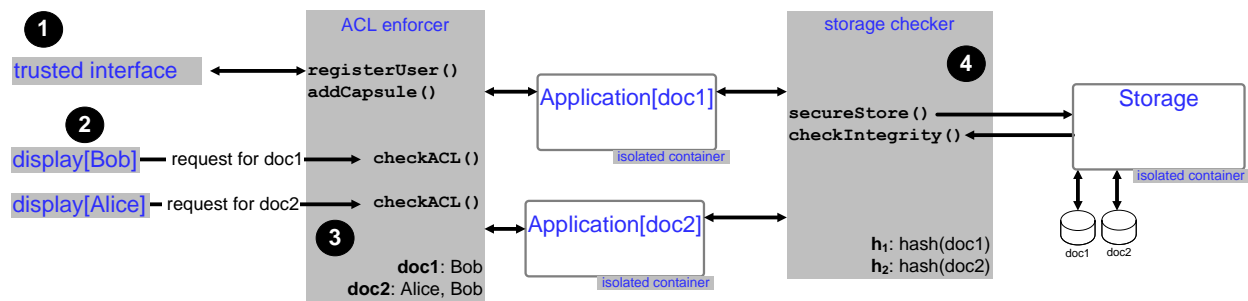 1
ACL enforcer
storage checker
trusted interface
registerUser()
addCapsule()
4
Application[doc1]
isolated container
secureStore()
checkIntegrity()
Storage
isolated container
2
display[Bob]
request for doc1
checkACL()
display[Alice]
request for doc2
checkACL()
3
Application[doc2]
isolated container
doc1: Bob
doc2: Alice, Bob
h1: hash(doc1)
h2: hash(doc2)
doc1
doc2